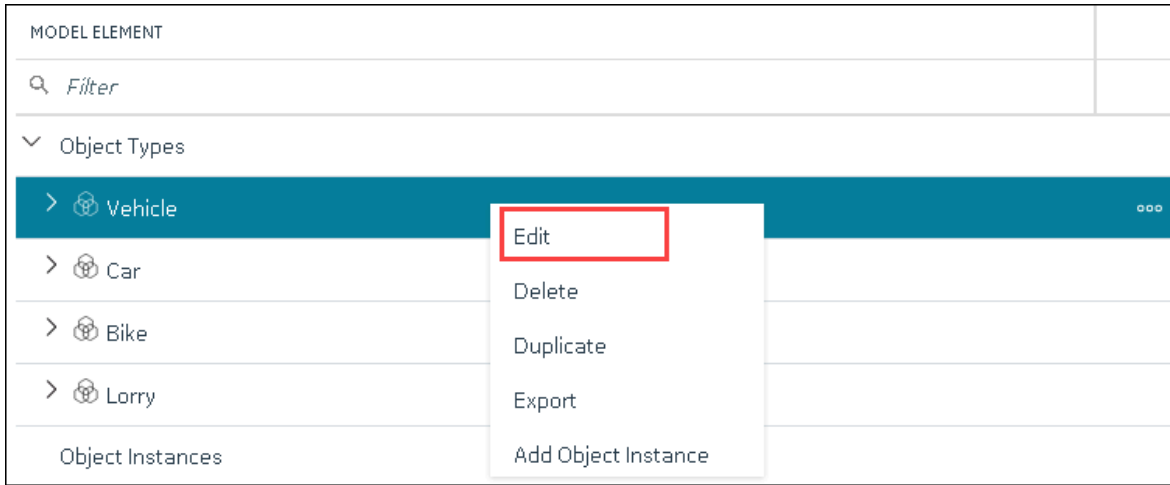 MODEL ELEMENT
Filter
Object Types
Vehicle
Edit
Car
Delete
Bike
Duplicate
Lorry
Export
Object Instances
Add Object Instance